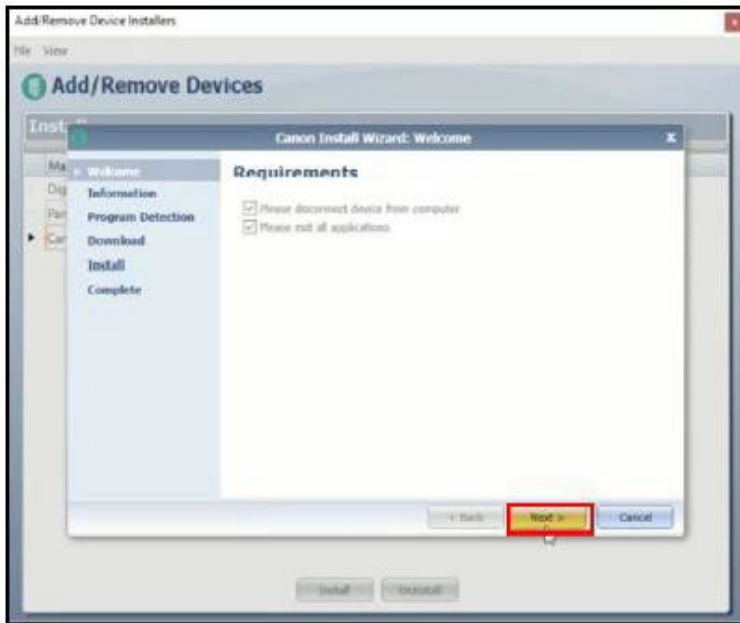 Add/Remove Device Installers
File View
Add/Remove Devices
Canon Install Wizard: Welcome
Welcome
Requirements
Information
Please disconnect device from computer
Program Detection
Please exit all applications
Download
Install
Complete
< Back Next > Cancel
Install Uninstall